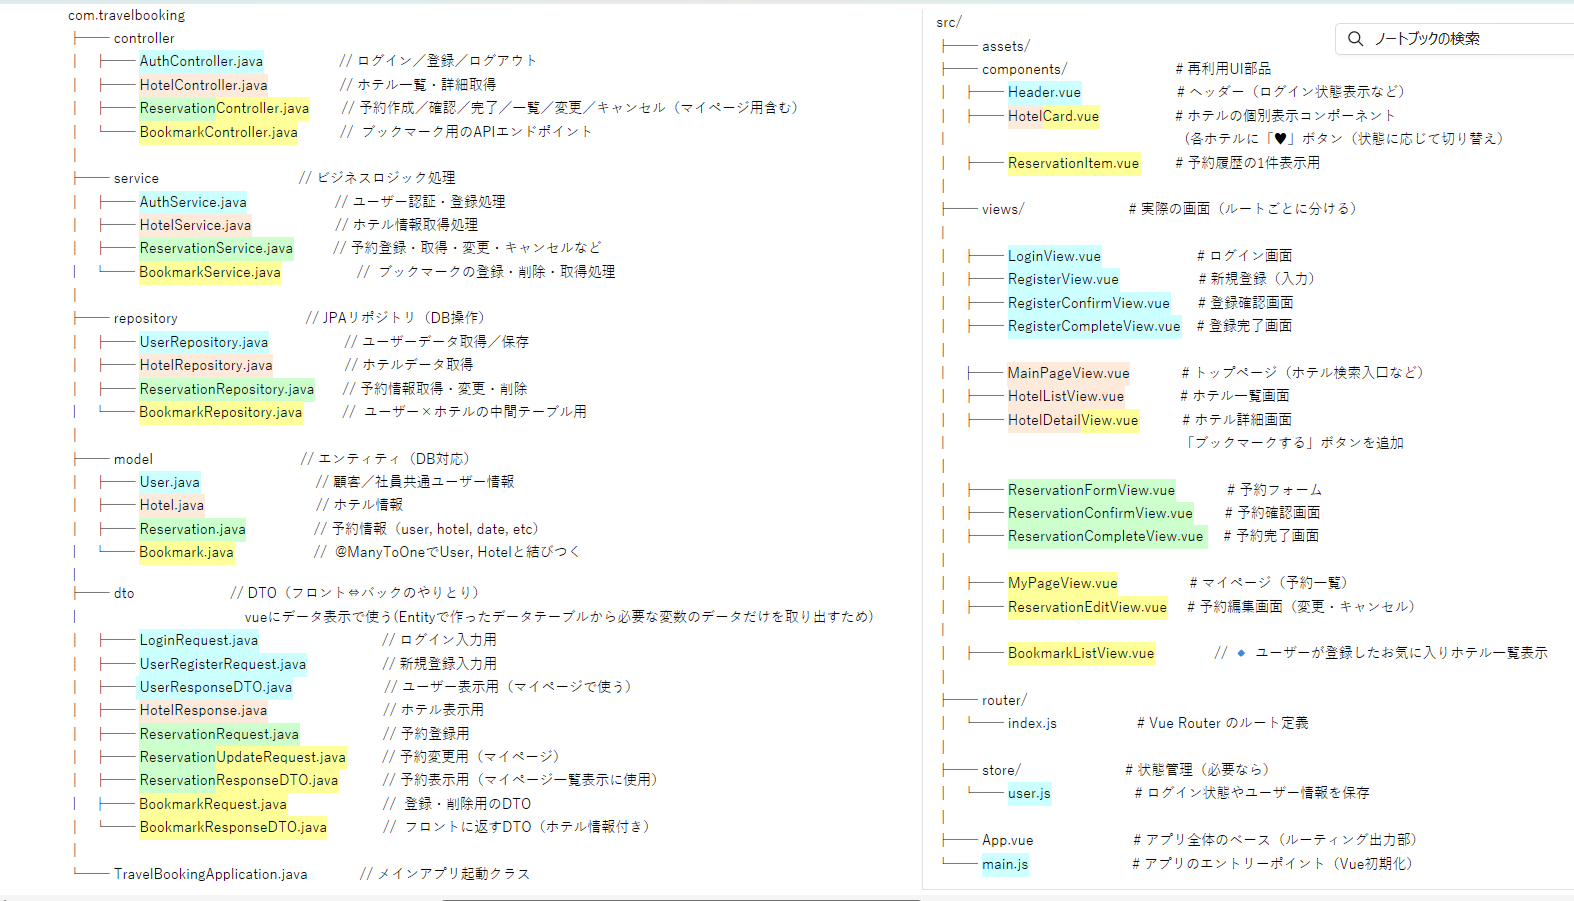 com.travelbooking
├── controller
│ ├── AuthController.java // ログイン／登録／ログアウト
│ ├── HotelController.java // ホテル一覧・詳細取得
│ ├── ReservationController.java // 予約作成／確認／完了／一覧／変更／キャンセル（マイページ用含む）
│ └── BookmarkController.java // ブックマーク用のAPIエンドポイント
│
├── service // ビジネスロジック処理
│ ├── AuthService.java // ユーザー認証・登録処理
│ ├── HotelService.java // ホテル情報取得処理
│ ├── ReservationService.java // 予約登録・取得・変更・キャンセルなど
│ └── BookmarkService.java // ブックマークの登録・削除・取得処理
│
├── repository // JPAリポジトリ（DB操作）
│ ├── UserRepository.java // ユーザーデータ取得／保存
│ ├── HotelRepository.java // ホテルデータ取得
│ ├── ReservationRepository.java // 予約情報取得・変更・削除
│ └── BookmarkRepository.java // ユーザー×ホテルの中間テーブル用
│
├── model // エンティティ（DB対応）
│ ├── User.java // 顧客／社員共通ユーザー情報
│ ├── Hotel.java // ホテル情報
│ ├── Reservation.java // 予約情報（user, hotel, date, etc）
│ └── Bookmark.java // @ManyToOneでUser, Hotelと結びつく
│
├── dto // DTO（フロント⇔バックのやりとり）
│ vueにデータ表示で使う(Entityで作ったデータテーブルから必要な変数のデータだけを取り出すため)
│ ├── LoginRequest.java // ログイン入力用
│ ├── UserRegisterRequest.java // 新規登録入力用
│ ├── UserResponseDTO.java // ユーザー表示用（マイページで使う）
│ ├── HotelResponse.java // ホテル表示用
│ ├── ReservationRequest.java // 予約登録用
│ ├── ReservationUpdateRequest.java // 予約変更用（マイページ）
│ ├── ReservationResponseDTO.java // 予約表示用（マイページ一覧表示に使用）
│ ├── BookmarkRequest.java // 登録・削除用のDTO
│ └── BookmarkResponseDTO.java // フロントに返すDTO（ホテル情報付き）
│
└── TravelBookingApplication.java // メインアプリ起動クラス
src/
ノートブックの検索
├── assets/
├── components/ # 再利用UI部品
│ ├── Header.vue # ヘッダー（ログイン状態表示など）
│ ├── HotelCard.vue # ホテルの個別表示コンポーネント
│ （各ホテルに「♥」ボタン（状態に応じて切り替え）
│ ├── ReservationItem.vue # 予約履歴の1件表示用
│
├── views/ # 実際の画面（ルートごとに分ける）
│
│ ├── LoginView.vue # ログイン画面
│ ├── RegisterView.vue # 新規登録（入力）
│ ├── RegisterConfirmView.vue # 登録確認画面
│ ├── RegisterCompleteView.vue # 登録完了画面
│
│ ├── MainPageView.vue # トップページ（ホテル検索入口など）
│ ├── HotelListView.vue # ホテル一覧画面
│ ├── HotelDetailView.vue # ホテル詳細画面
│ 「ブックマークする」ボタンを追加
│
│ ├── ReservationFormView.vue # 予約フォーム
│ ├── ReservationConfirmView.vue # 予約確認画面
│ ├── ReservationCompleteView.vue # 予約完了画面
│
│ ├── MyPageView.vue # マイページ（予約一覧）
│ ├── ReservationEditView.vue # 予約編集画面（変更・キャンセル）
│
│ ├── BookmarkListView.vue // 🔹 ユーザーが登録したお気に入りホテル一覧表示
│
├── router/
│ └── index.js # Vue Router のルート定義
│
├── store/ # 状態管理（必要なら）
│ └── user.js # ログイン状態やユーザー情報を保存
│
├── App.vue # アプリ全体のベース（ルーティング出力部）
└── main.js # アプリのエントリーポイント（Vue初期化）